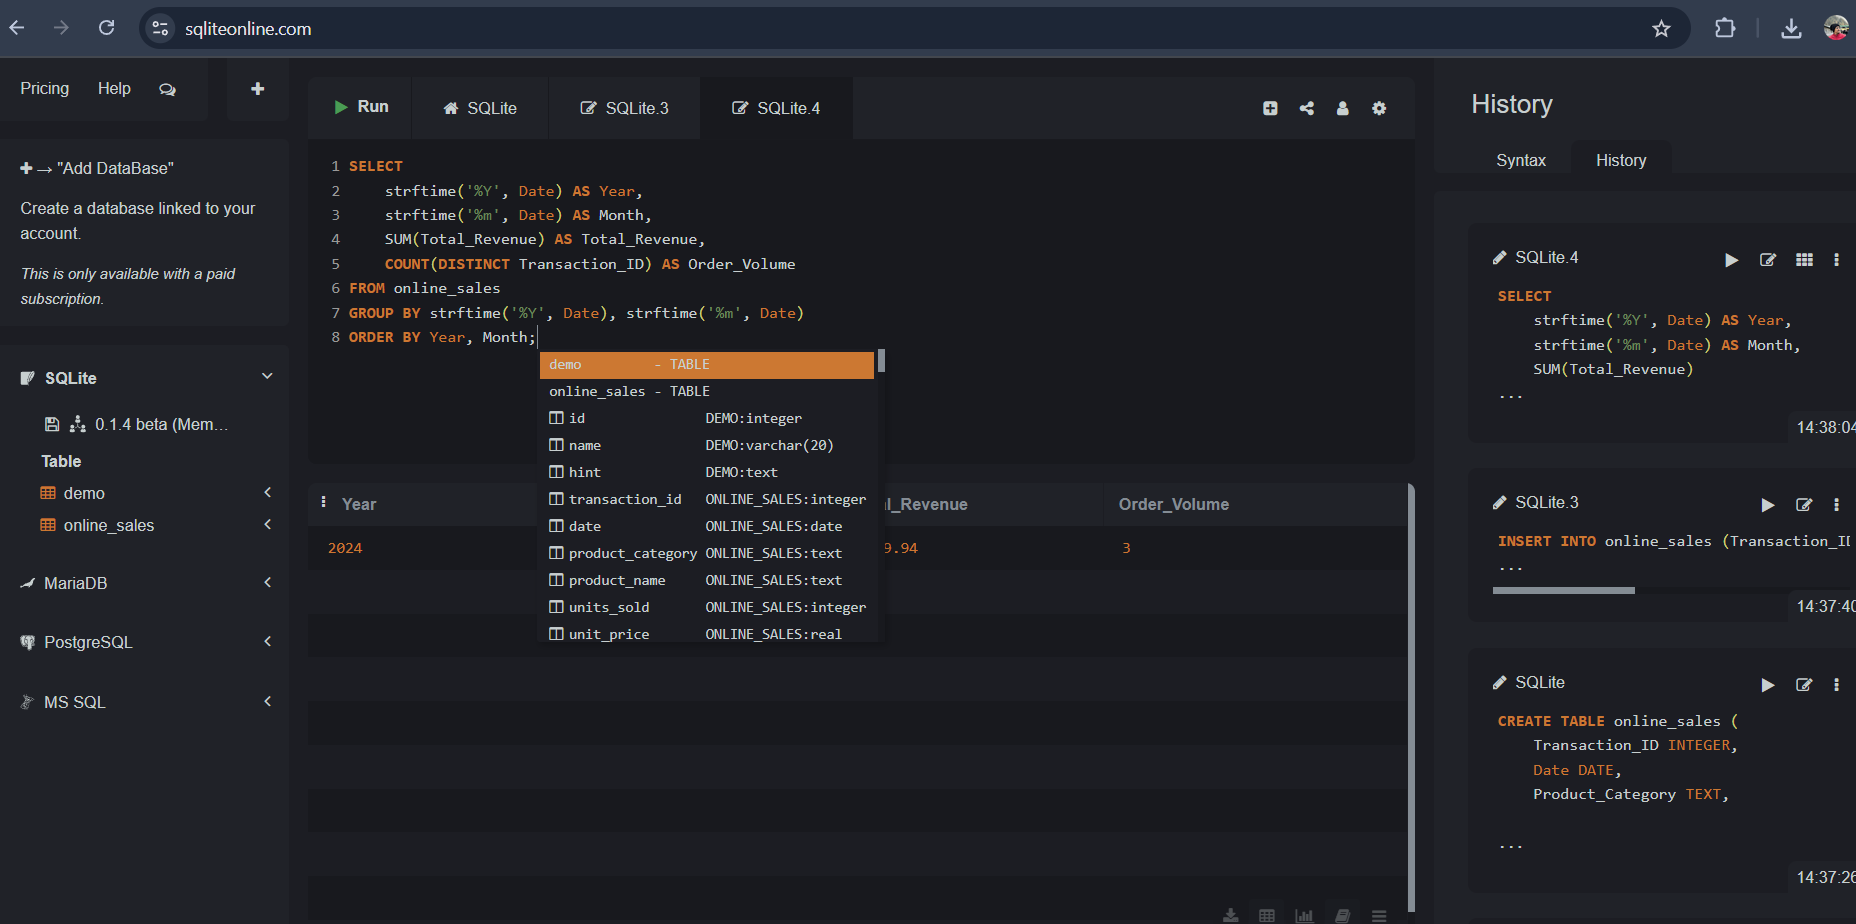 sqliteonline.com
Pricing Help
"Add DataBase"
Create a database linked to your
account.
This is only available with a paid
subscription.
SQLite
0.1.4 beta (Mem...
Table
demo
online_sales
MariaDB
PostgreSQL
MS SQL
Run SQLite SQLite.3 SQLite.4
1 SELECT
2     strftime('%Y', Date) AS Year,
3     strftime('%m', Date) AS Month,
4     SUM(Total_Revenue) AS Total_Revenue,
5     COUNT(DISTINCT Transaction_ID) AS Order_Volume
6 FROM online_sales
7 GROUP BY strftime('%Y', Date), strftime('%m', Date)
8 ORDER BY Year, Month;
demo - TABLE
online_sales - TABLE
id DEMO:integer
name DEMO:varchar(20)
hint DEMO:text
transaction_id ONLINE_SALES:integer
date ONLINE_SALES:date
product_category ONLINE_SALES:text
product_name ONLINE_SALES:text
units_sold ONLINE_SALES:integer
unit_price ONLINE_SALES:real
Year l_Revenue Order_Volume
2024 9.94 3
History
Syntax History
SQLite.4
SELECT
    strftime('%Y', Date) AS Year,
    strftime('%m', Date) AS Month,
    SUM(Total_Revenue)
...
14:38:04
SQLite.3
INSERT INTO online_sales (Transaction_ID
...
14:37:40
SQLite
CREATE TABLE online_sales (
    Transaction_ID INTEGER,
    Date DATE,
    Product_Category TEXT,
...
14:37:26